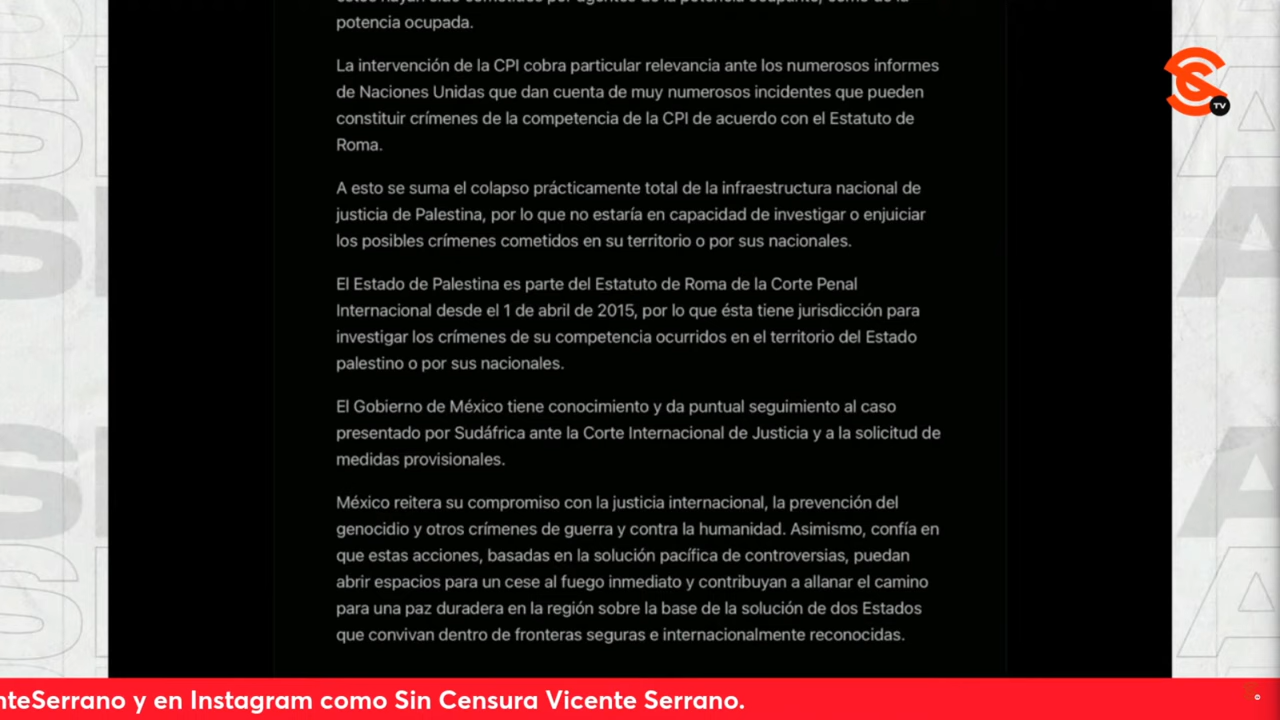 potencia ocupada.
La intervención de la CPI cobra particular relevancia ante los numerosos informes
de Naciones Unidas que dan cuenta de muy numerosos incidentes que pueden
constituir crímenes de la competencia de la CPI de acuerdo con el Estatuto de
Roma.
A esto se suma el colapso prácticamente total de la infraestructura nacional de
justicia de Palestina, por lo que no estaría en capacidad de investigar o enjuiciar
los posibles crímenes cometidos en su territorio o por sus nacionales.
El Estado de Palestina es parte del Estatuto de Roma de la Corte Penal
Internacional desde el 1 de abril de 2015, por lo que ésta tiene jurisdicción para
investigar los crímenes de su competencia ocurridos en el territorio del Estado
palestino o por sus nacionales.
El Gobierno de México tiene conocimiento y da puntual seguimiento al caso
presentado por Sudáfrica ante la Corte Internacional de Justicia y a la solicitud de
medidas provisionales.
México reitera su compromiso con la justicia internacional, la prevención del
genocidio y otros crímenes de guerra y contra la humanidad. Asimismo, confía en
que estas acciones, basadas en la solución pacífica de controversias, puedan
abrir espacios para un cese al fuego inmediato y contribuyan a allanar el camino
para una paz duradera en la región sobre la base de la solución de dos Estados
que convivan dentro de fronteras seguras e internacionalmente reconocidas.
TV
nteSerrano y en Instagram como Sin Censura Vicente Serrano.